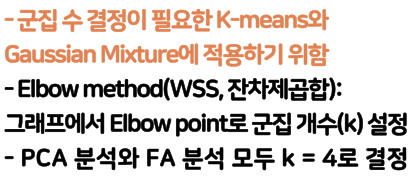 - 군집 수 결정이 필요한 K-means와
Gaussian Mixture에 적용하기 위함
- Elbow method(WSS, 잔차제곱합):
그래프에서 Elbow point로 군집 개수(k) 설정
- PCA 분석와 FA 분석 모두 k = 4로 결정